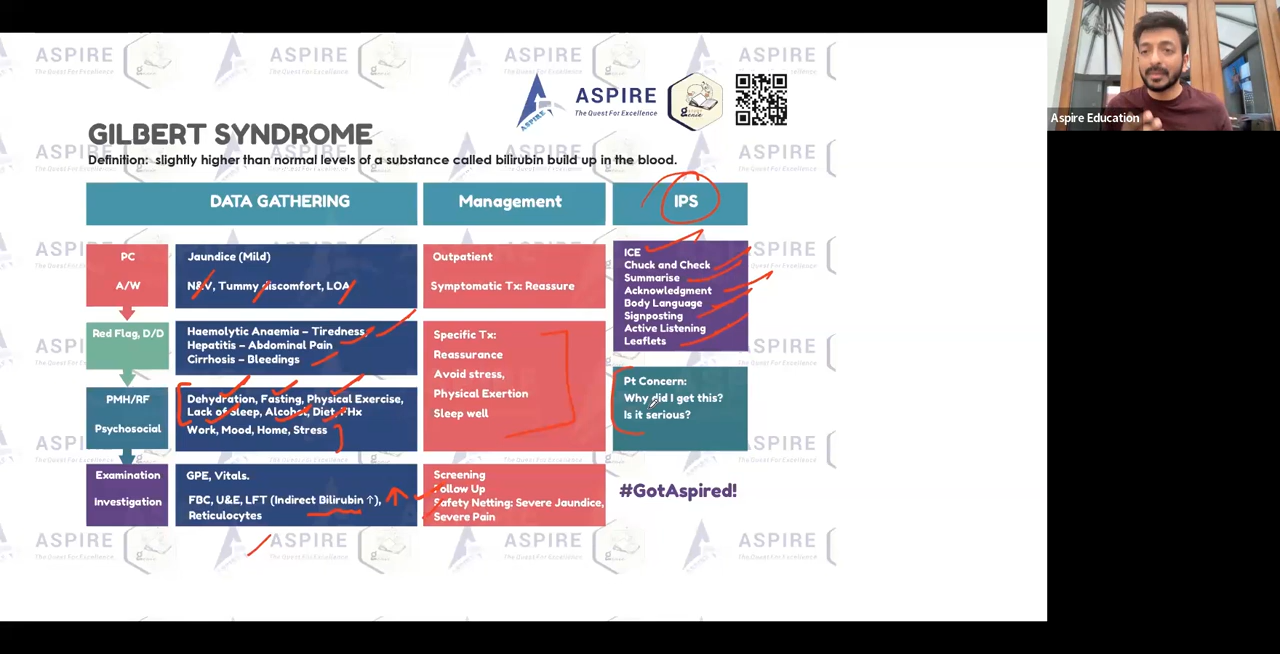 ASPIRE
The Quest For Excellence
GILBERT SYNDROME
Definition: slightly higher than normal levels of a substance called bilirubin build up in the blood.
DATA GATHERING
Management
IPS
PC
Jaundice (Mild)
A/W
N&V, Tummy discomfort, LOA
Outpatient
Symptomatic Tx: Reassure
ICE
Chuck and Check
Summarise
Acknowledgment
Body Language
Signposting
Active Listening
Leaflets
Red Flag, D/D
Haemolytic Anaemia – Tiredness,
Hepatitis – Abdominal Pain
Cirrhosis – Bleedings
Specific Tx:
Reassurance
Avoid stress,
Physical Exertion
Sleep well
PMH/RF
Dehydration, Fasting, Physical Exercise,
Lack of Sleep, Alcohol, Diet, FHx
Psychosocial
Work, Mood, Home, Stress
Pt Concern:
Why did I get this?
Is it serious?
Examination
GPE, Vitals.
Investigation
FBC, U&E, LFT (Indirect Bilirubin ↑),
Reticulocytes
Screening
Follow Up
Safety Netting: Severe Jaundice,
Severe Pain
#GotAspired!
Aspire Education